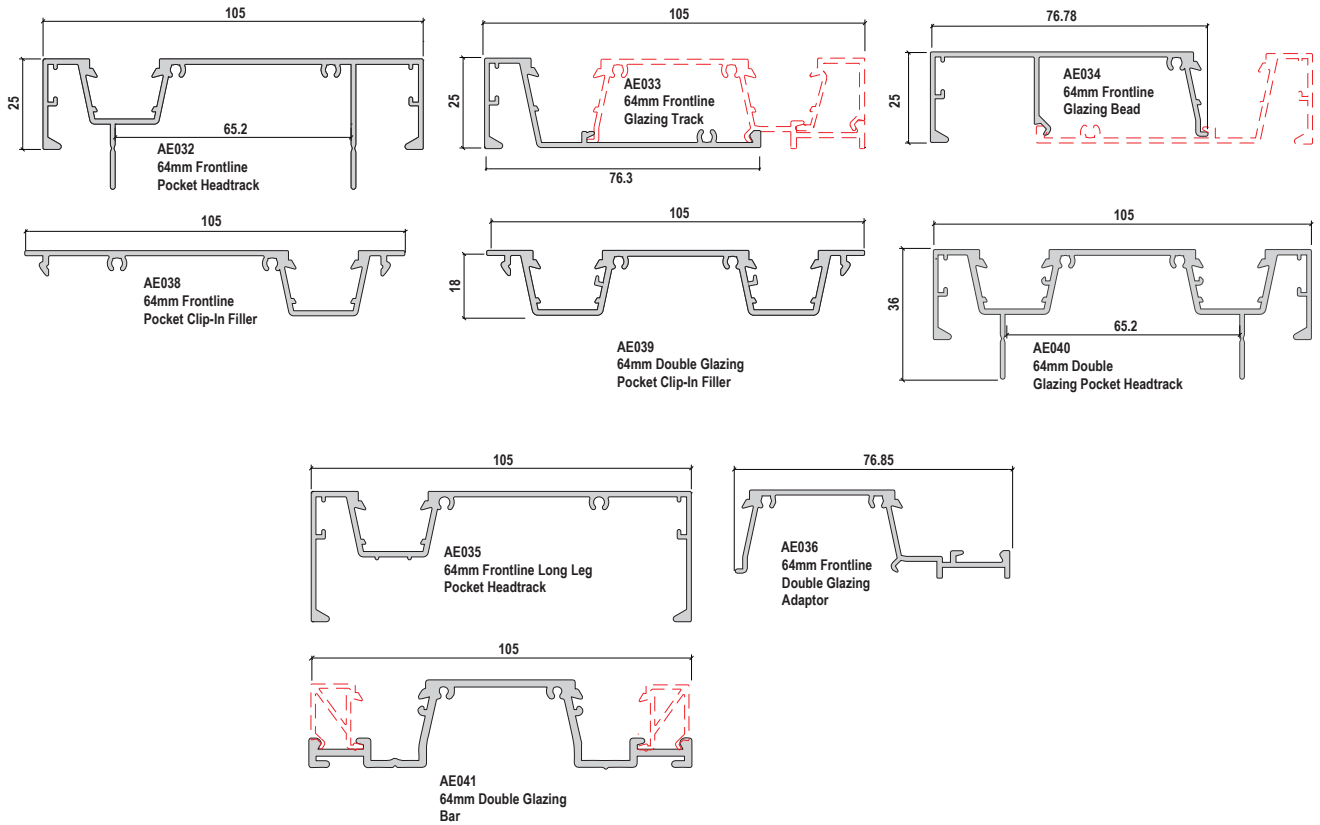 105
25
65.2
AE032
64mm Frontline
Pocket Headtrack
105
25
AE033
64mm Frontline
Glazing Track
76.3
76.78
25
AE034
64mm Frontline
Glazing Bead
105
AE038
64mm Frontline
Pocket Clip-In Filler
105
18
AE039
64mm Double Glazing
Pocket Clip-In Filler
105
36
65.2
AE040
64mm Double
Glazing Pocket Headtrack
105
AE035
64mm Frontline Long Leg
Pocket Headtrack
76.85
AE036
64mm Frontline
Double Glazing
Adaptor
105
AE041
64mm Double Glazing
Bar